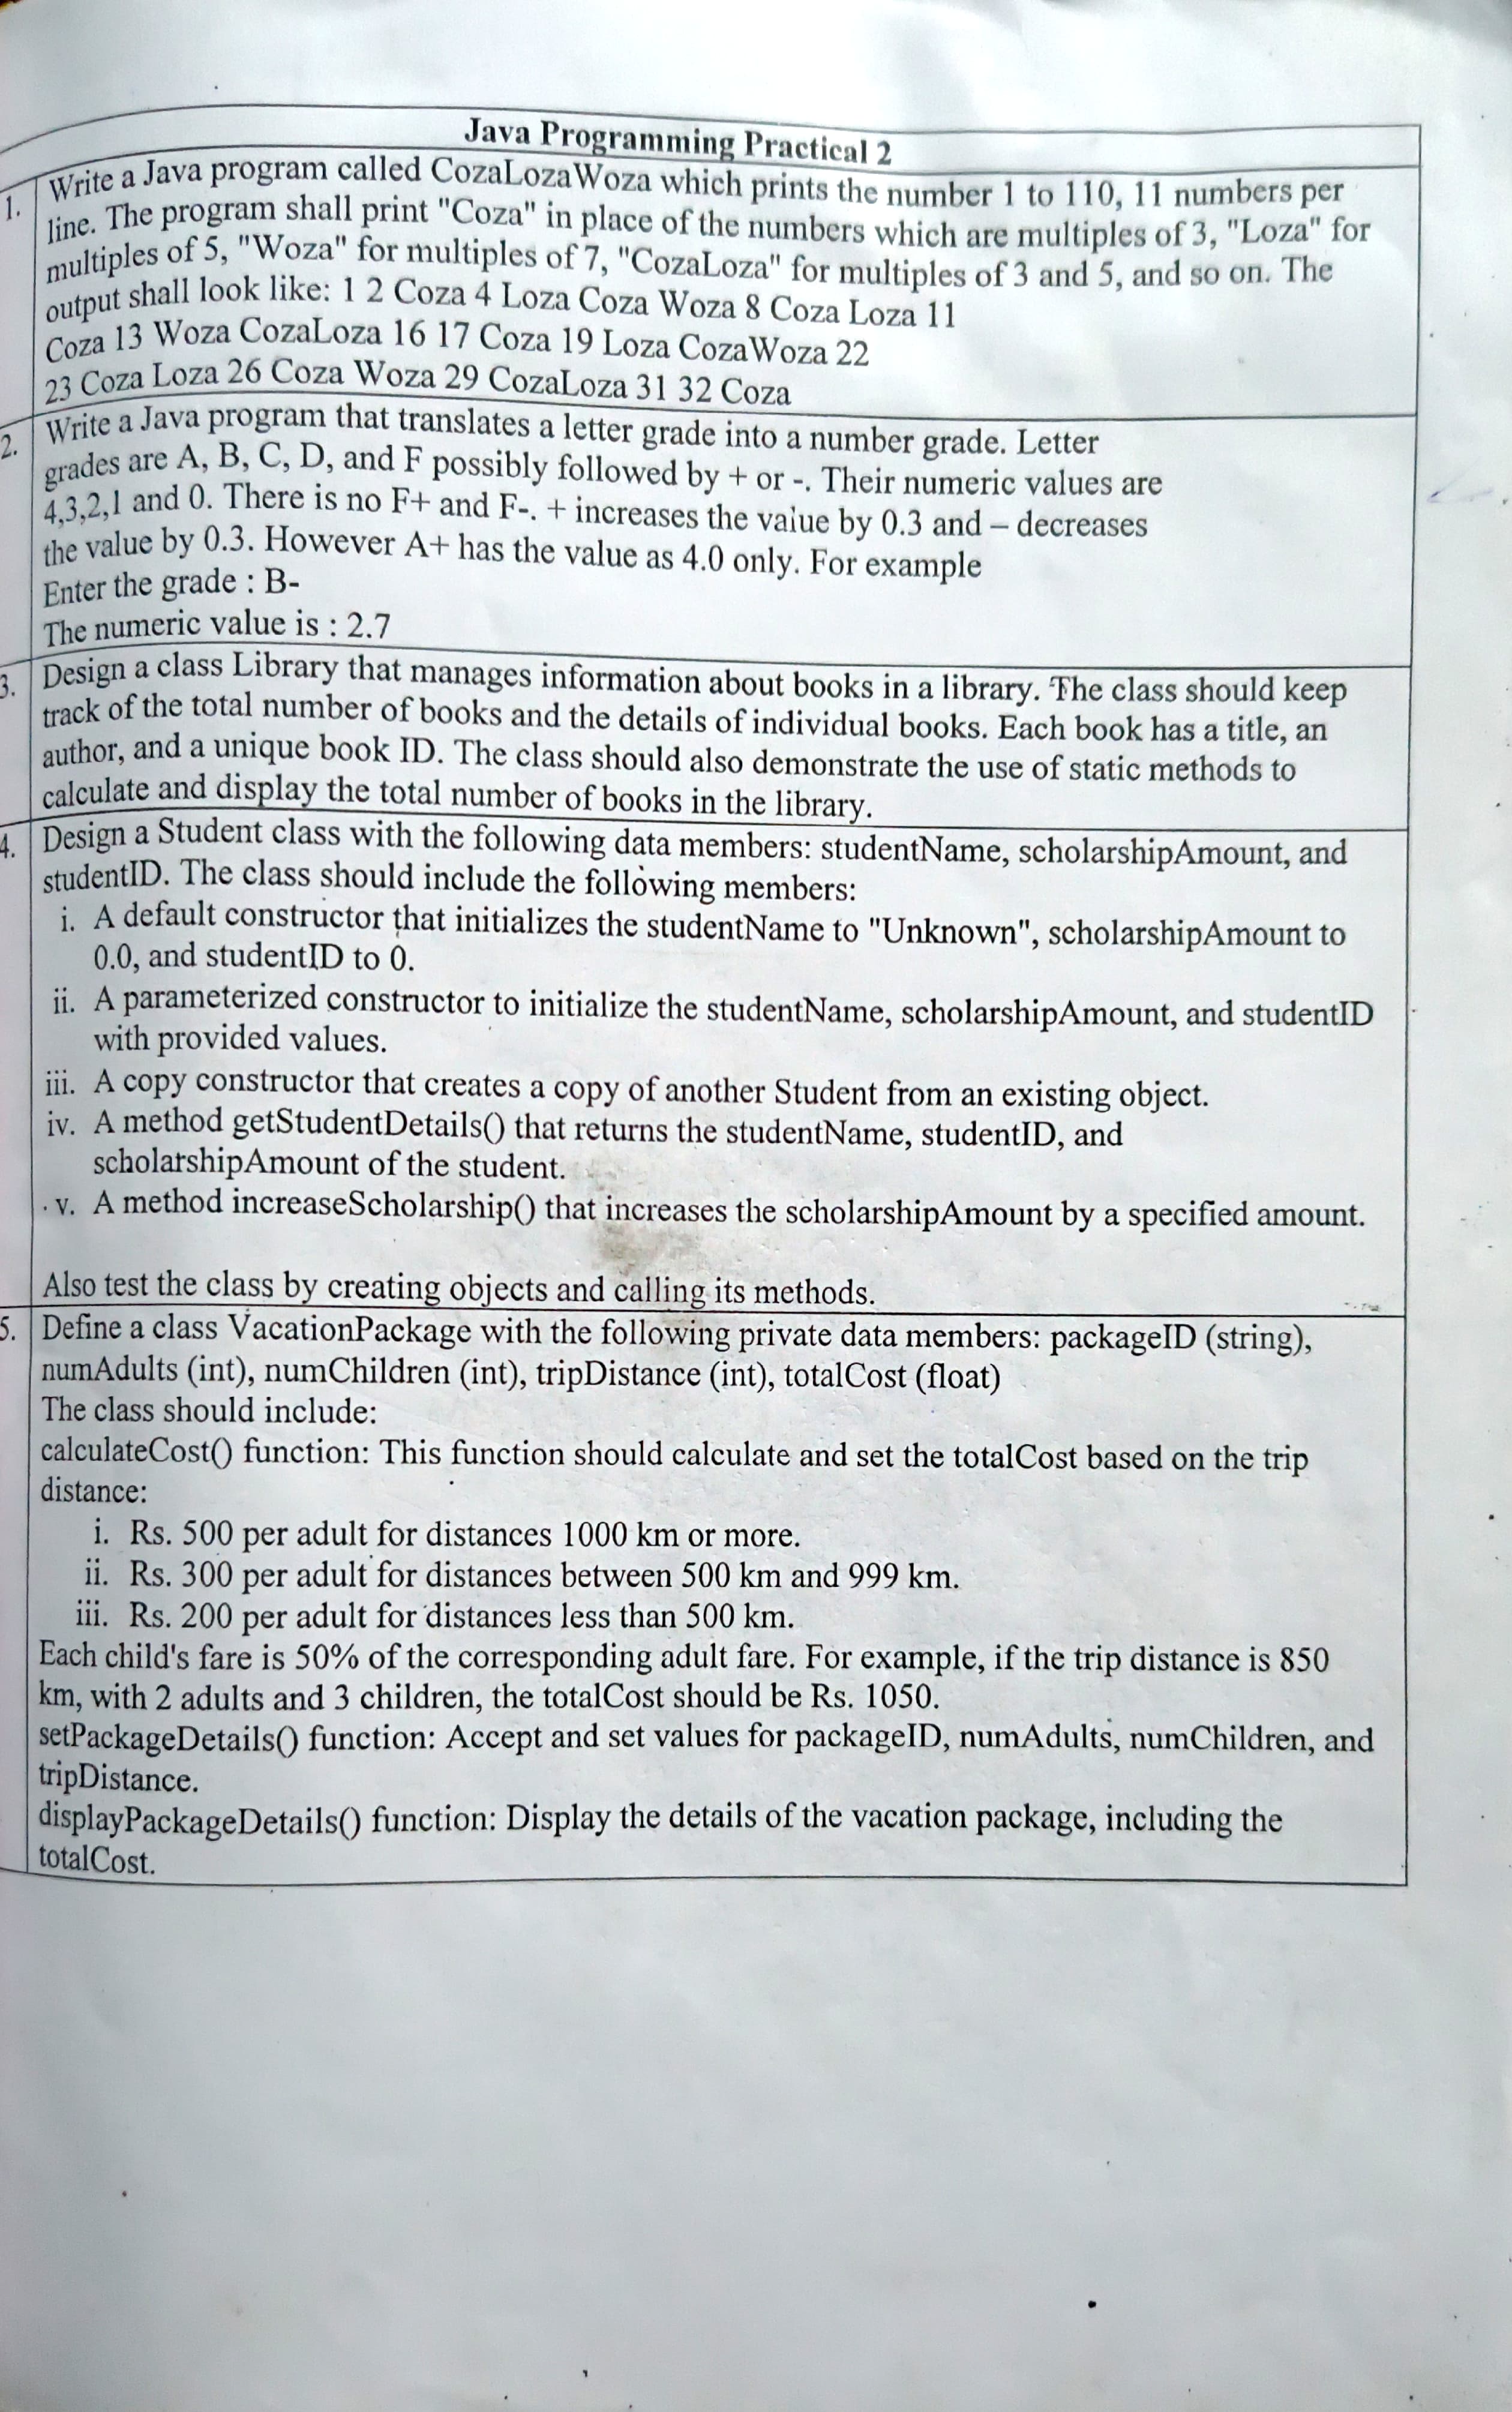 Java Programming Practical 2
1. Write a Java program called CozaLozaWoza which prints the number 1 to 110, 11 numbers per
line. The program shall print "Coza" in place of the numbers which are multiples of 3, "Loza" for
multiples of 5, "Woza" for multiples of 7, "CozaLoza" for multiples of 3 and 5, and so on. The
output shall look like: 1 2 Coza 4 Loza Coza Woza 8 Coza Loza 11
Coza 13 Woza CozaLoza 16 17 Coza 19 Loza CozaWoza 22
23 Coza Loza 26 Coza Woza 29 CozaLoza 31 32 Coza
2. Write a Java program that translates a letter grade into a number grade. Letter
grades are A, B, C, D, and F possibly followed by + or -. Their numeric values are
4,3,2,1 and 0. There is no F+ and F-. + increases the value by 0.3 and – decreases
the value by 0.3. However A+ has the value as 4.0 only. For example
Enter the grade : B-
The numeric value is : 2.7
3. Design a class Library that manages information about books in a library. The class should keep
track of the total number of books and the details of individual books. Each book has a title, an
author, and a unique book ID. The class should also demonstrate the use of static methods to
calculate and display the total number of books in the library.
4. Design a Student class with the following data members: studentName, scholarshipAmount, and
studentID. The class should include the following members:
i. A default constructor that initializes the studentName to "Unknown", scholarshipAmount to
0.0, and studentID to 0.
ii. A parameterized constructor to initialize the studentName, scholarshipAmount, and studentID
with provided values.
iii. A copy constructor that creates a copy of another Student from an existing object.
iv. A method getStudentDetails() that returns the studentName, studentID, and
scholarshipAmount of the student.
v. A method increaseScholarship() that increases the scholarshipAmount by a specified amount.
Also test the class by creating objects and calling its methods.
5. Define a class VacationPackage with the following private data members: packageID (string),
numAdults (int), numChildren (int), tripDistance (int), totalCost (float)
The class should include:
calculateCost() function: This function should calculate and set the totalCost based on the trip
distance:
i. Rs. 500 per adult for distances 1000 km or more.
ii. Rs. 300 per adult for distances between 500 km and 999 km.
iii. Rs. 200 per adult for distances less than 500 km.
Each child's fare is 50% of the corresponding adult fare. For example, if the trip distance is 850
km, with 2 adults and 3 children, the totalCost should be Rs. 1050.
setPackageDetails() function: Accept and set values for packageID, numAdults, numChildren, and
tripDistance.
displayPackageDetails() function: Display the details of the vacation package, including the
totalCost.